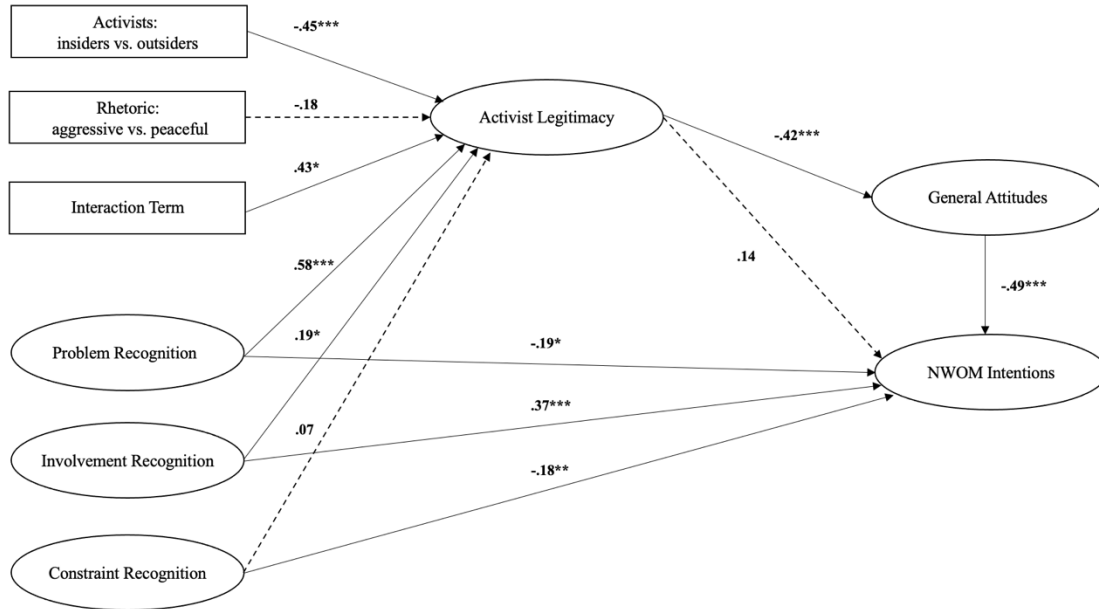 Activists:
insiders vs. outsiders
-.45***
Rhetoric:
aggressive vs. peaceful
-.18
Activist Legitimacy
-.42***
Interaction Term
.43*
General Attitudes
.58***
.14
-.49***
.19*
Problem Recognition
-.19*
NWOM Intentions
.37***
.07
Involvement Recognition
-.18**
Constraint Recognition